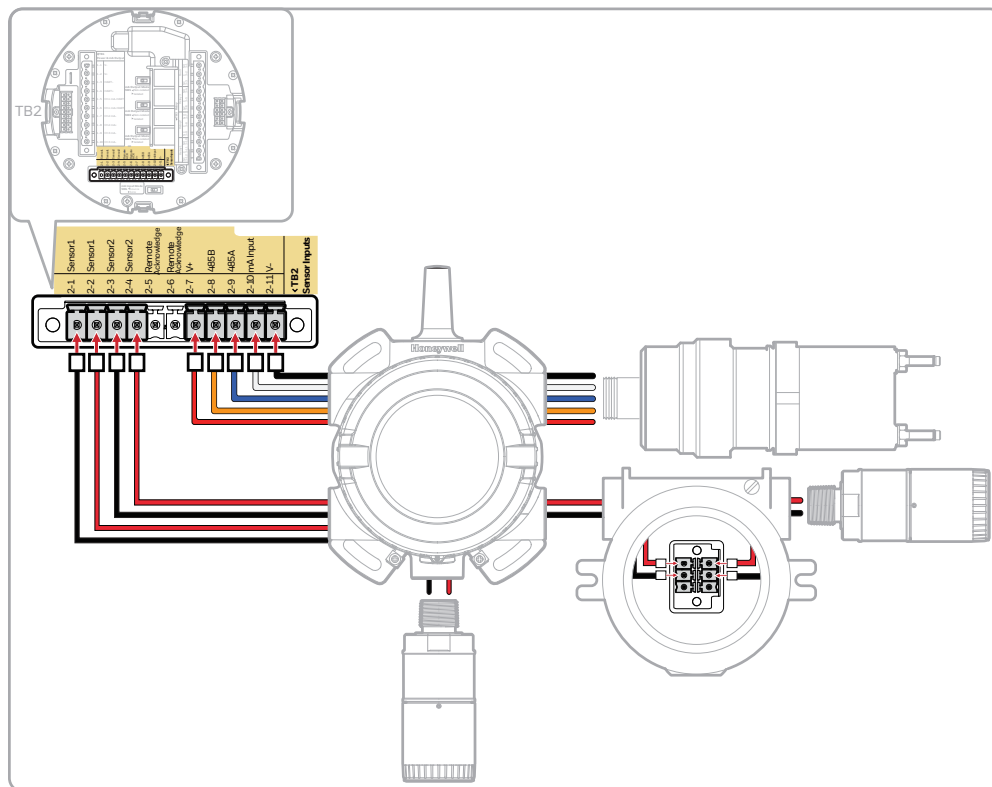 TB2
2-1 Sensor1
2-2 Sensor1
2-3 Sensor2
2-4 Sensor2
2-5 Remote
Acknowledge
2-6 Remote
Acknowledge
2-7 V+
2-8 485B
2-9 485A
2-10 mA Input
2-11 V-
<TB2
Sensor Inputs
Honeywell